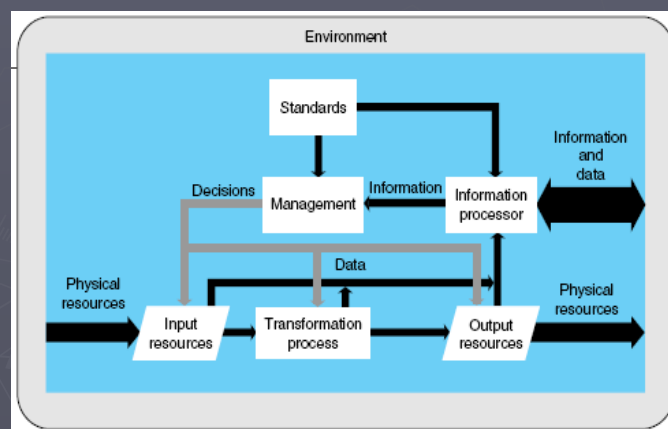 Environment
Standards
Information
and
data
Decisions
Management
Information
Information
processor
Data
Physical
resources
Input
resources
Transformation
process
Output
resources
Physical
resources